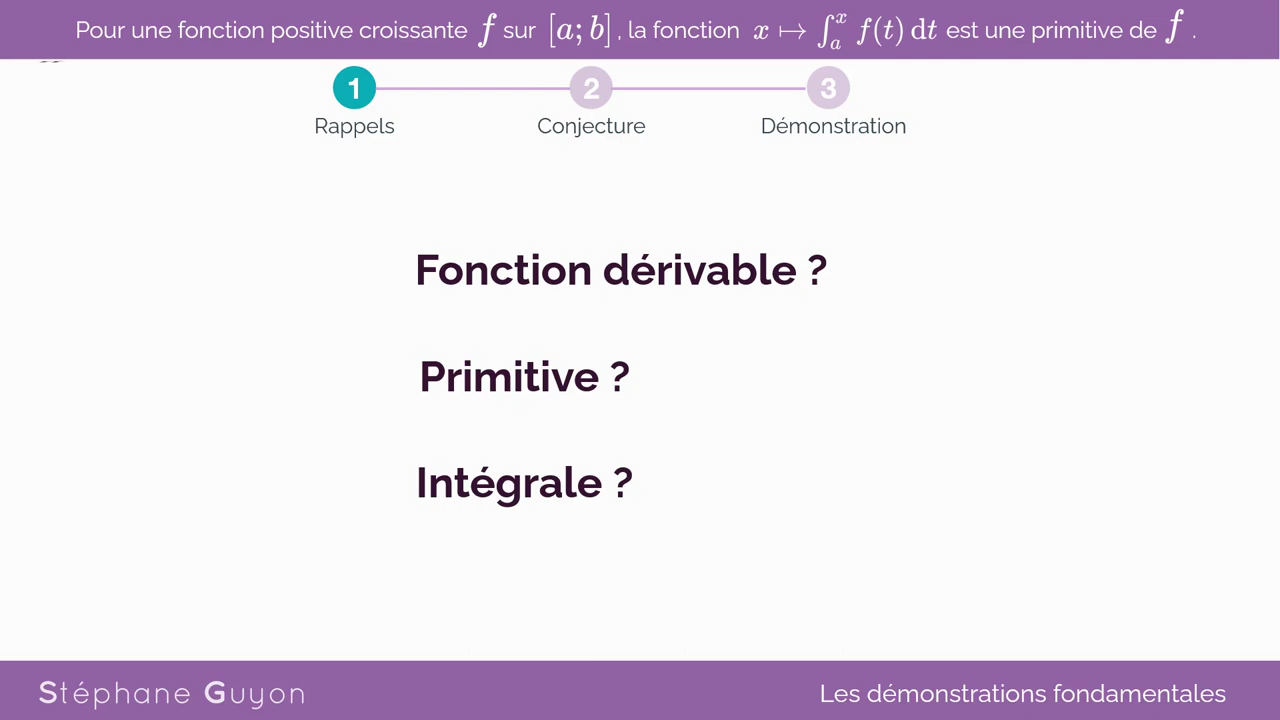 Pour une fonction positive croissante f sur [a; b], la fonction x ↦ ∫ₐˣ f(t) dt est une primitive de f .
1 2 3
Rappels Conjecture Démonstration
Fonction dérivable ?
Primitive ?
Intégrale ?
Stéphane Guyon Les démonstrations fondamentales